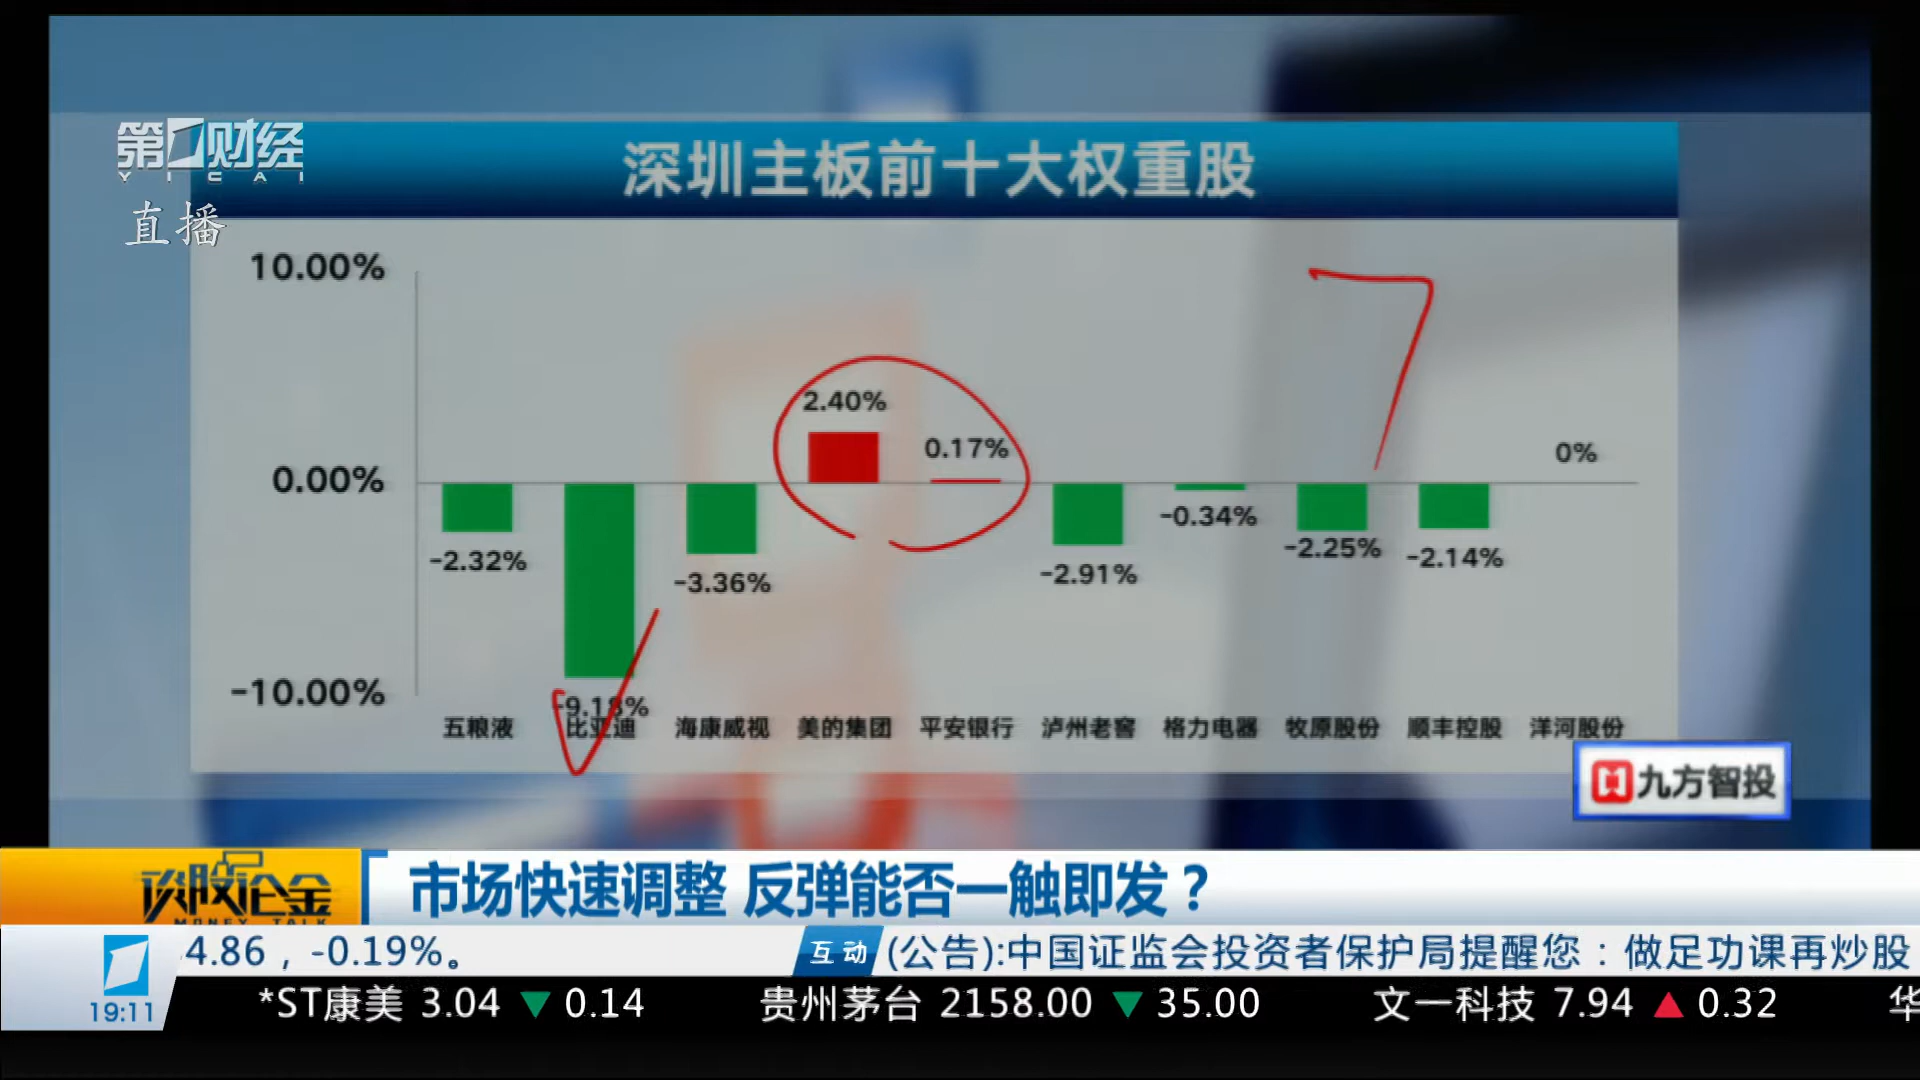 第一财经
YICAI
直播
深圳主板前十大权重股
10.00%
0.00%
-10.00%
2.40%
0.17%
0%
-2.32%
-9.18%
-3.36%
-2.91%
-0.34%
-2.25%
-2.14%
五粮液 比亚迪 海康威视 美的集团 平安银行 泸州老窖 格力电器 牧原股份 顺丰控股 洋河股份
九方智投
谈股论金
MONEY TALK
市场快速调整 反弹能否一触即发？
4.86，-0.19%。 互动 (公告):中国证监会投资者保护局提醒您：做足功课再炒股
19:11
*ST康美 3.04 ▼ 0.14 贵州茅台 2158.00 ▼ 35.00 文一科技 7.94 ▲ 0.32 华